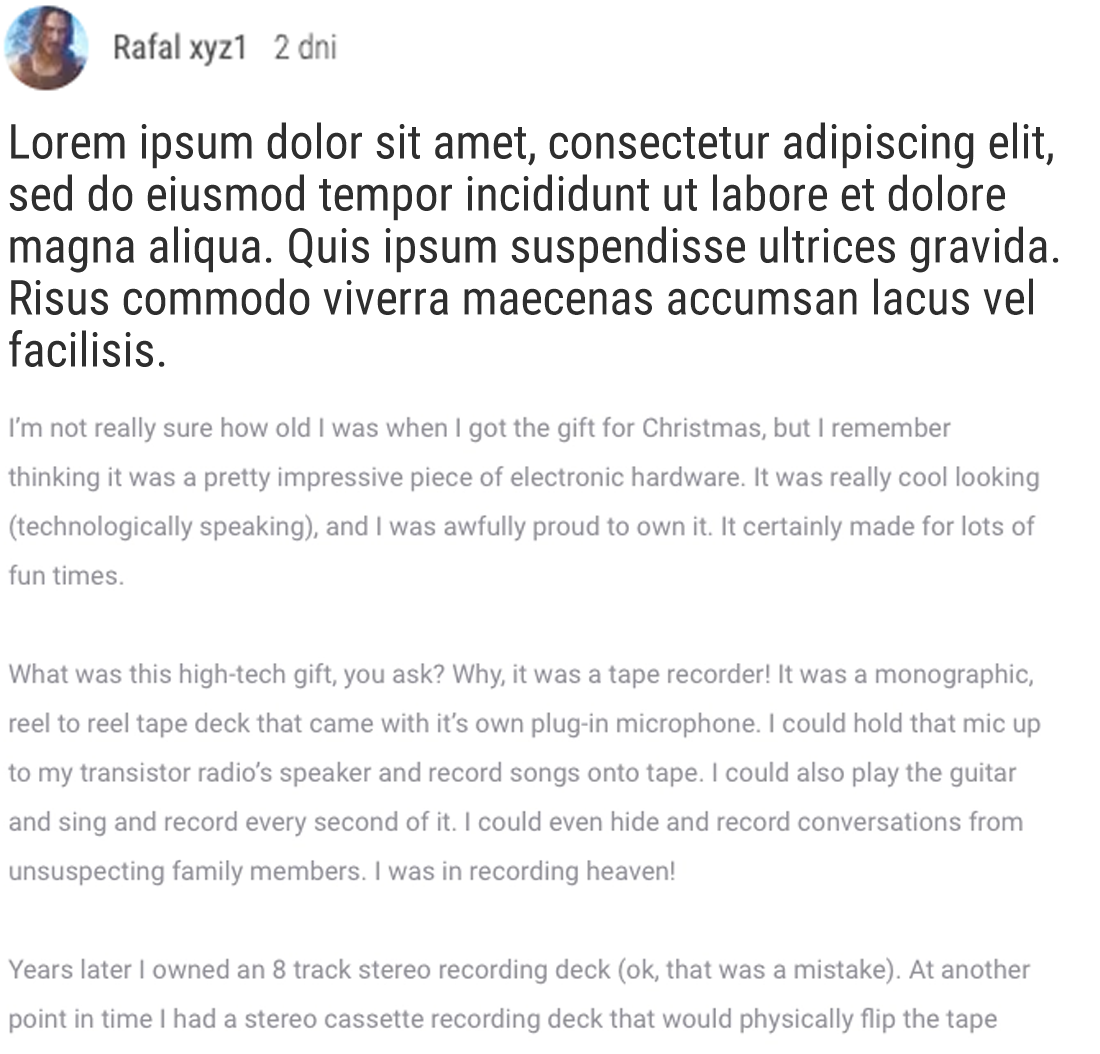 Rafal xyz1 2 dni
Lorem ipsum dolor sit amet, consectetur adipiscing elit,
sed do eiusmod tempor incididunt ut labore et dolore
magna aliqua. Quis ipsum suspendisse ultrices gravida.
Risus commodo viverra maecenas accumsan lacus vel
facilisis.
I’m not really sure how old I was when I got the gift for Christmas, but I remember
thinking it was a pretty impressive piece of electronic hardware. It was really cool looking
(technologically speaking), and I was awfully proud to own it. It certainly made for lots of
fun times.
What was this high-tech gift, you ask? Why, it was a tape recorder! It was a monographic,
reel to reel tape deck that came with it’s own plug-in microphone. I could hold that mic up
to my transistor radio’s speaker and record songs onto tape. I could also play the guitar
and sing and record every second of it. I could even hide and record conversations from
unsuspecting family members. I was in recording heaven!
Years later I owned an 8 track stereo recording deck (ok, that was a mistake). At another
point in time I had a stereo cassette recording deck that would physically flip the tape